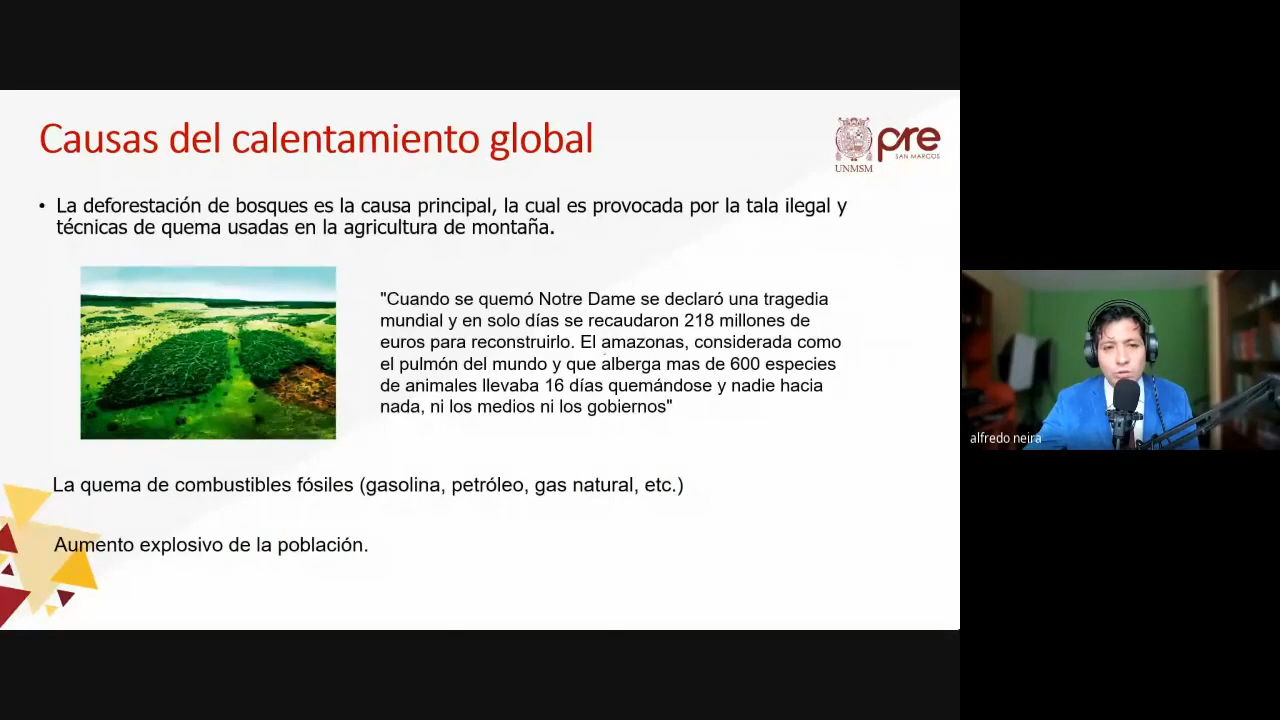 Causas del calentamiento global
UNMSM
pre
SAN MARCOS
• La deforestación de bosques es la causa principal, la cual es provocada por la tala ilegal y
técnicas de quema usadas en la agricultura de montaña.
"Cuando se quemó Notre Dame se declaró una tragedia
mundial y en solo días se recaudaron 218 millones de
euros para reconstruirlo. El amazonas, considerada como
el pulmón del mundo y que alberga mas de 600 especies
de animales llevaba 16 días quemándose y nadie hacia
nada, ni los medios ni los gobiernos"
La quema de combustibles fósiles (gasolina, petróleo, gas natural, etc.)
Aumento explosivo de la población.
alfredo neira